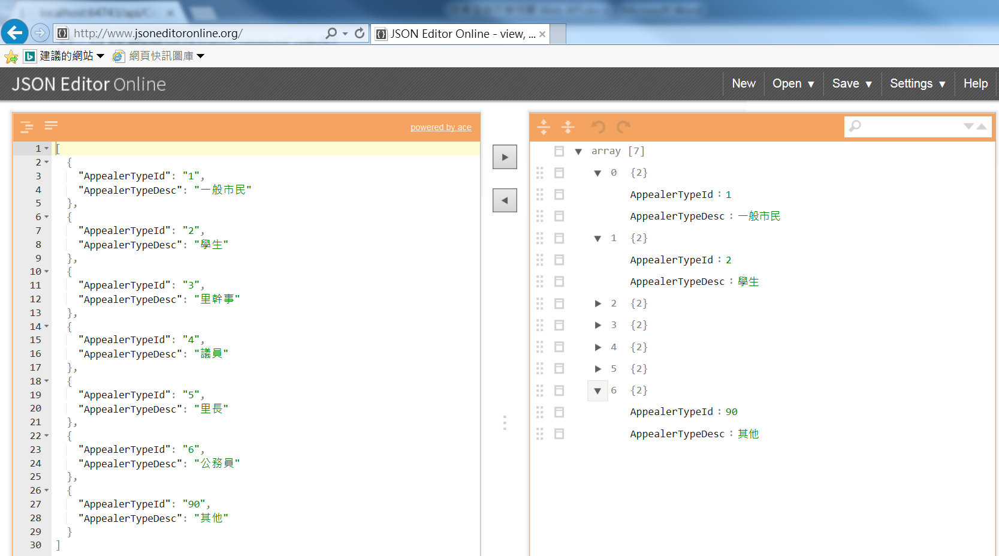 http://www.jsoneditoronline.org/
JSON Editor Online - view, ...
建議的網站
網頁快訊圖庫
JSON Editor Online
New
Open
Save
Settings
Help
powered by ace
1 [
2 {
3 "AppealerTypeId": "1",
4 "AppealerTypeDesc": "一般市民"
5 },
6 {
7 "AppealerTypeId": "2",
8 "AppealerTypeDesc": "學生"
9 },
10 {
11 "AppealerTypeId": "3",
12 "AppealerTypeDesc": "里幹事"
13 },
14 {
15 "AppealerTypeId": "4",
16 "AppealerTypeDesc": "議員"
17 },
18 {
19 "AppealerTypeId": "5",
20 "AppealerTypeDesc": "里長"
21 },
22 {
23 "AppealerTypeId": "6",
24 "AppealerTypeDesc": "公務員"
25 },
26 {
27 "AppealerTypeId": "90",
28 "AppealerTypeDesc": "其他"
29 }
30 ]
array [7]
0 {2}
AppealerTypeId : 1
AppealerTypeDesc : 一般市民
1 {2}
AppealerTypeId : 2
AppealerTypeDesc : 學生
2 {2}
3 {2}
4 {2}
5 {2}
6 {2}
AppealerTypeId : 90
AppealerTypeDesc : 其他